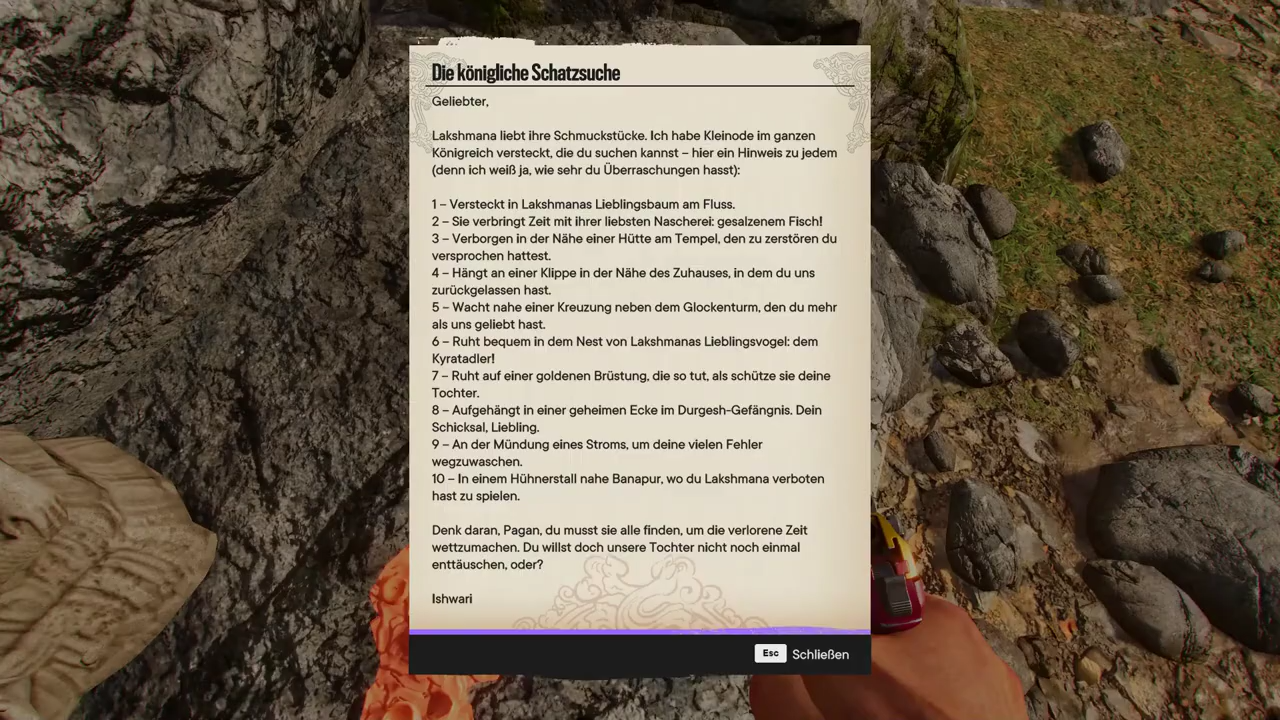 Die königliche Schatzsuche
Geliebter,
Lakshmana liebt ihre Schmuckstücke. Ich habe Kleinode im ganzen
Königreich versteckt, die du suchen kannst – hier ein Hinweis zu jedem
(denn ich weiß ja, wie sehr du Überraschungen hasst):
1 – Versteckt in Lakshmanas Lieblingsbaum am Fluss.
2 – Sie verbringt Zeit mit ihrer liebsten Nascherei: gesalzenem Fisch!
3 – Verborgen in der Nähe einer Hütte am Tempel, den zu zerstören du
versprochen hattest.
4 – Hängt an einer Klippe in der Nähe des Zuhauses, in dem du uns
zurückgelassen hast.
5 – Wacht nahe einer Kreuzung neben dem Glockenturm, den du mehr
als uns geliebt hast.
6 – Ruht bequem in dem Nest von Lakshmanas Lieblingsvogel: dem
Kyratadler!
7 – Ruht auf einer goldenen Brüstung, die so tut, als schütze sie deine
Tochter.
8 – Aufgehängt in einer geheimen Ecke im Durgesh-Gefängnis. Dein
Schicksal, Liebling.
9 – An der Mündung eines Stroms, um deine vielen Fehler
wegzuwaschen.
10 – In einem Hühnerstall nahe Banapur, wo du Lakshmana verboten
hast zu spielen.
Denk daran, Pagan, du musst sie alle finden, um die verlorene Zeit
wettzumachen. Du willst doch unsere Tochter nicht noch einmal
enttäuschen, oder?
Ishwari
Esc Schließen